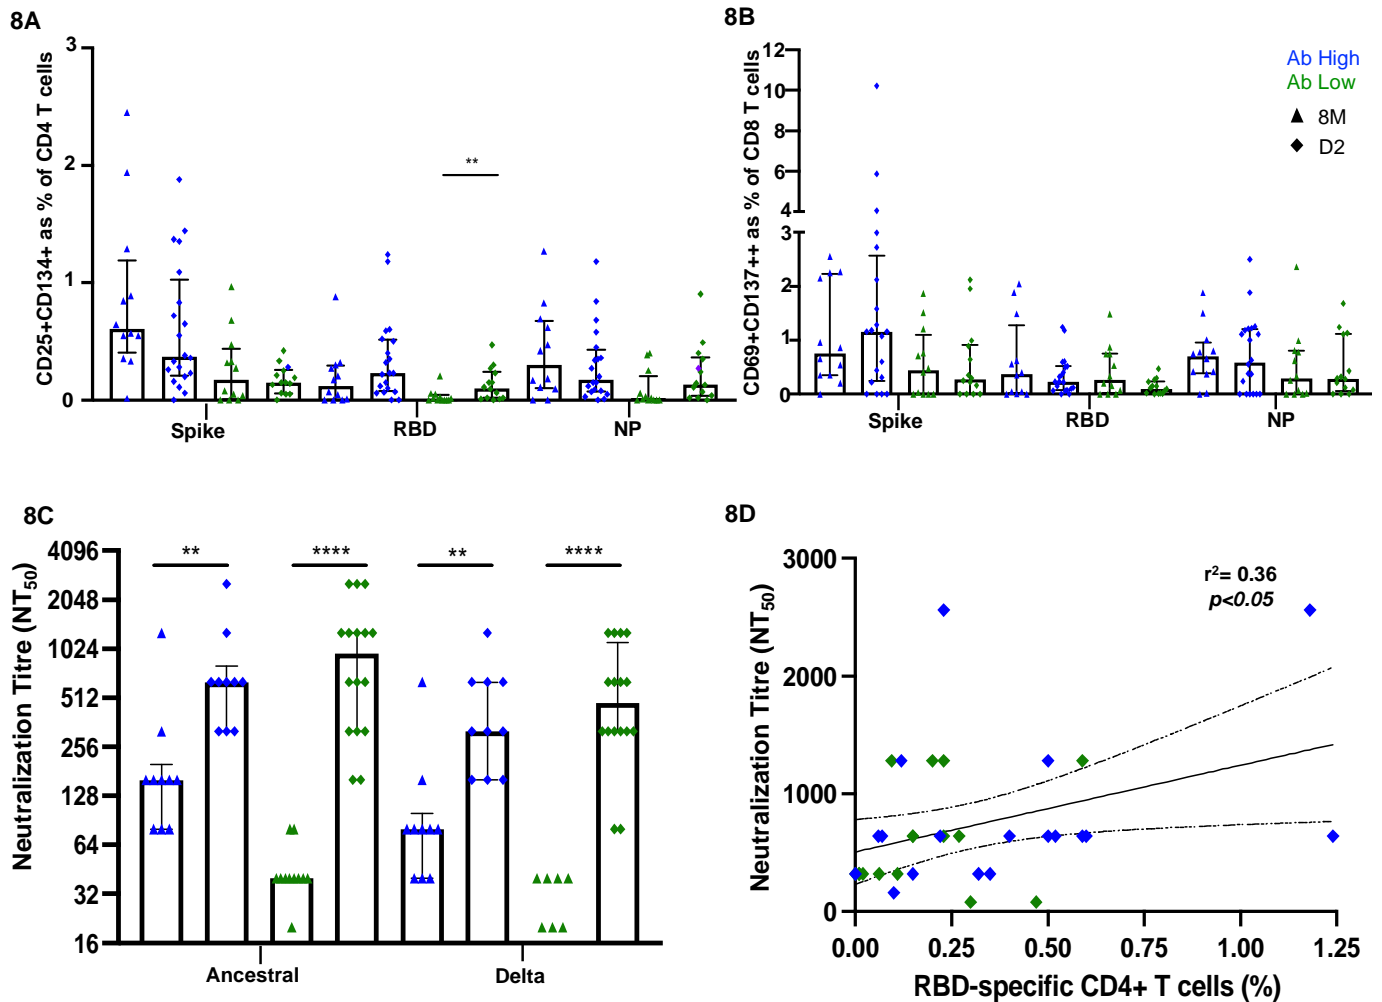 8A
CD25+CD134+ as % of CD4 T cells
3
2
1
0
**
Spike
RBD
NP
8B
CD69+CD137++ as % of CD8 T cells
12
10
8
6
4
3
2
1
0
Spike
RBD
NP
Ab High
Ab Low
8M
D2
8C
Neutralization Titre (NT50)
4096
2048
1024
512
256
128
64
32
16
**
****
**
****
Ancestral
Delta
8D
Neutralization Titre (NT50)
3000
2000
1000
0
r²= 0.36
p<0.05
0.00
0.25
0.50
0.75
1.00
1.25
RBD-specific CD4+ T cells (%)